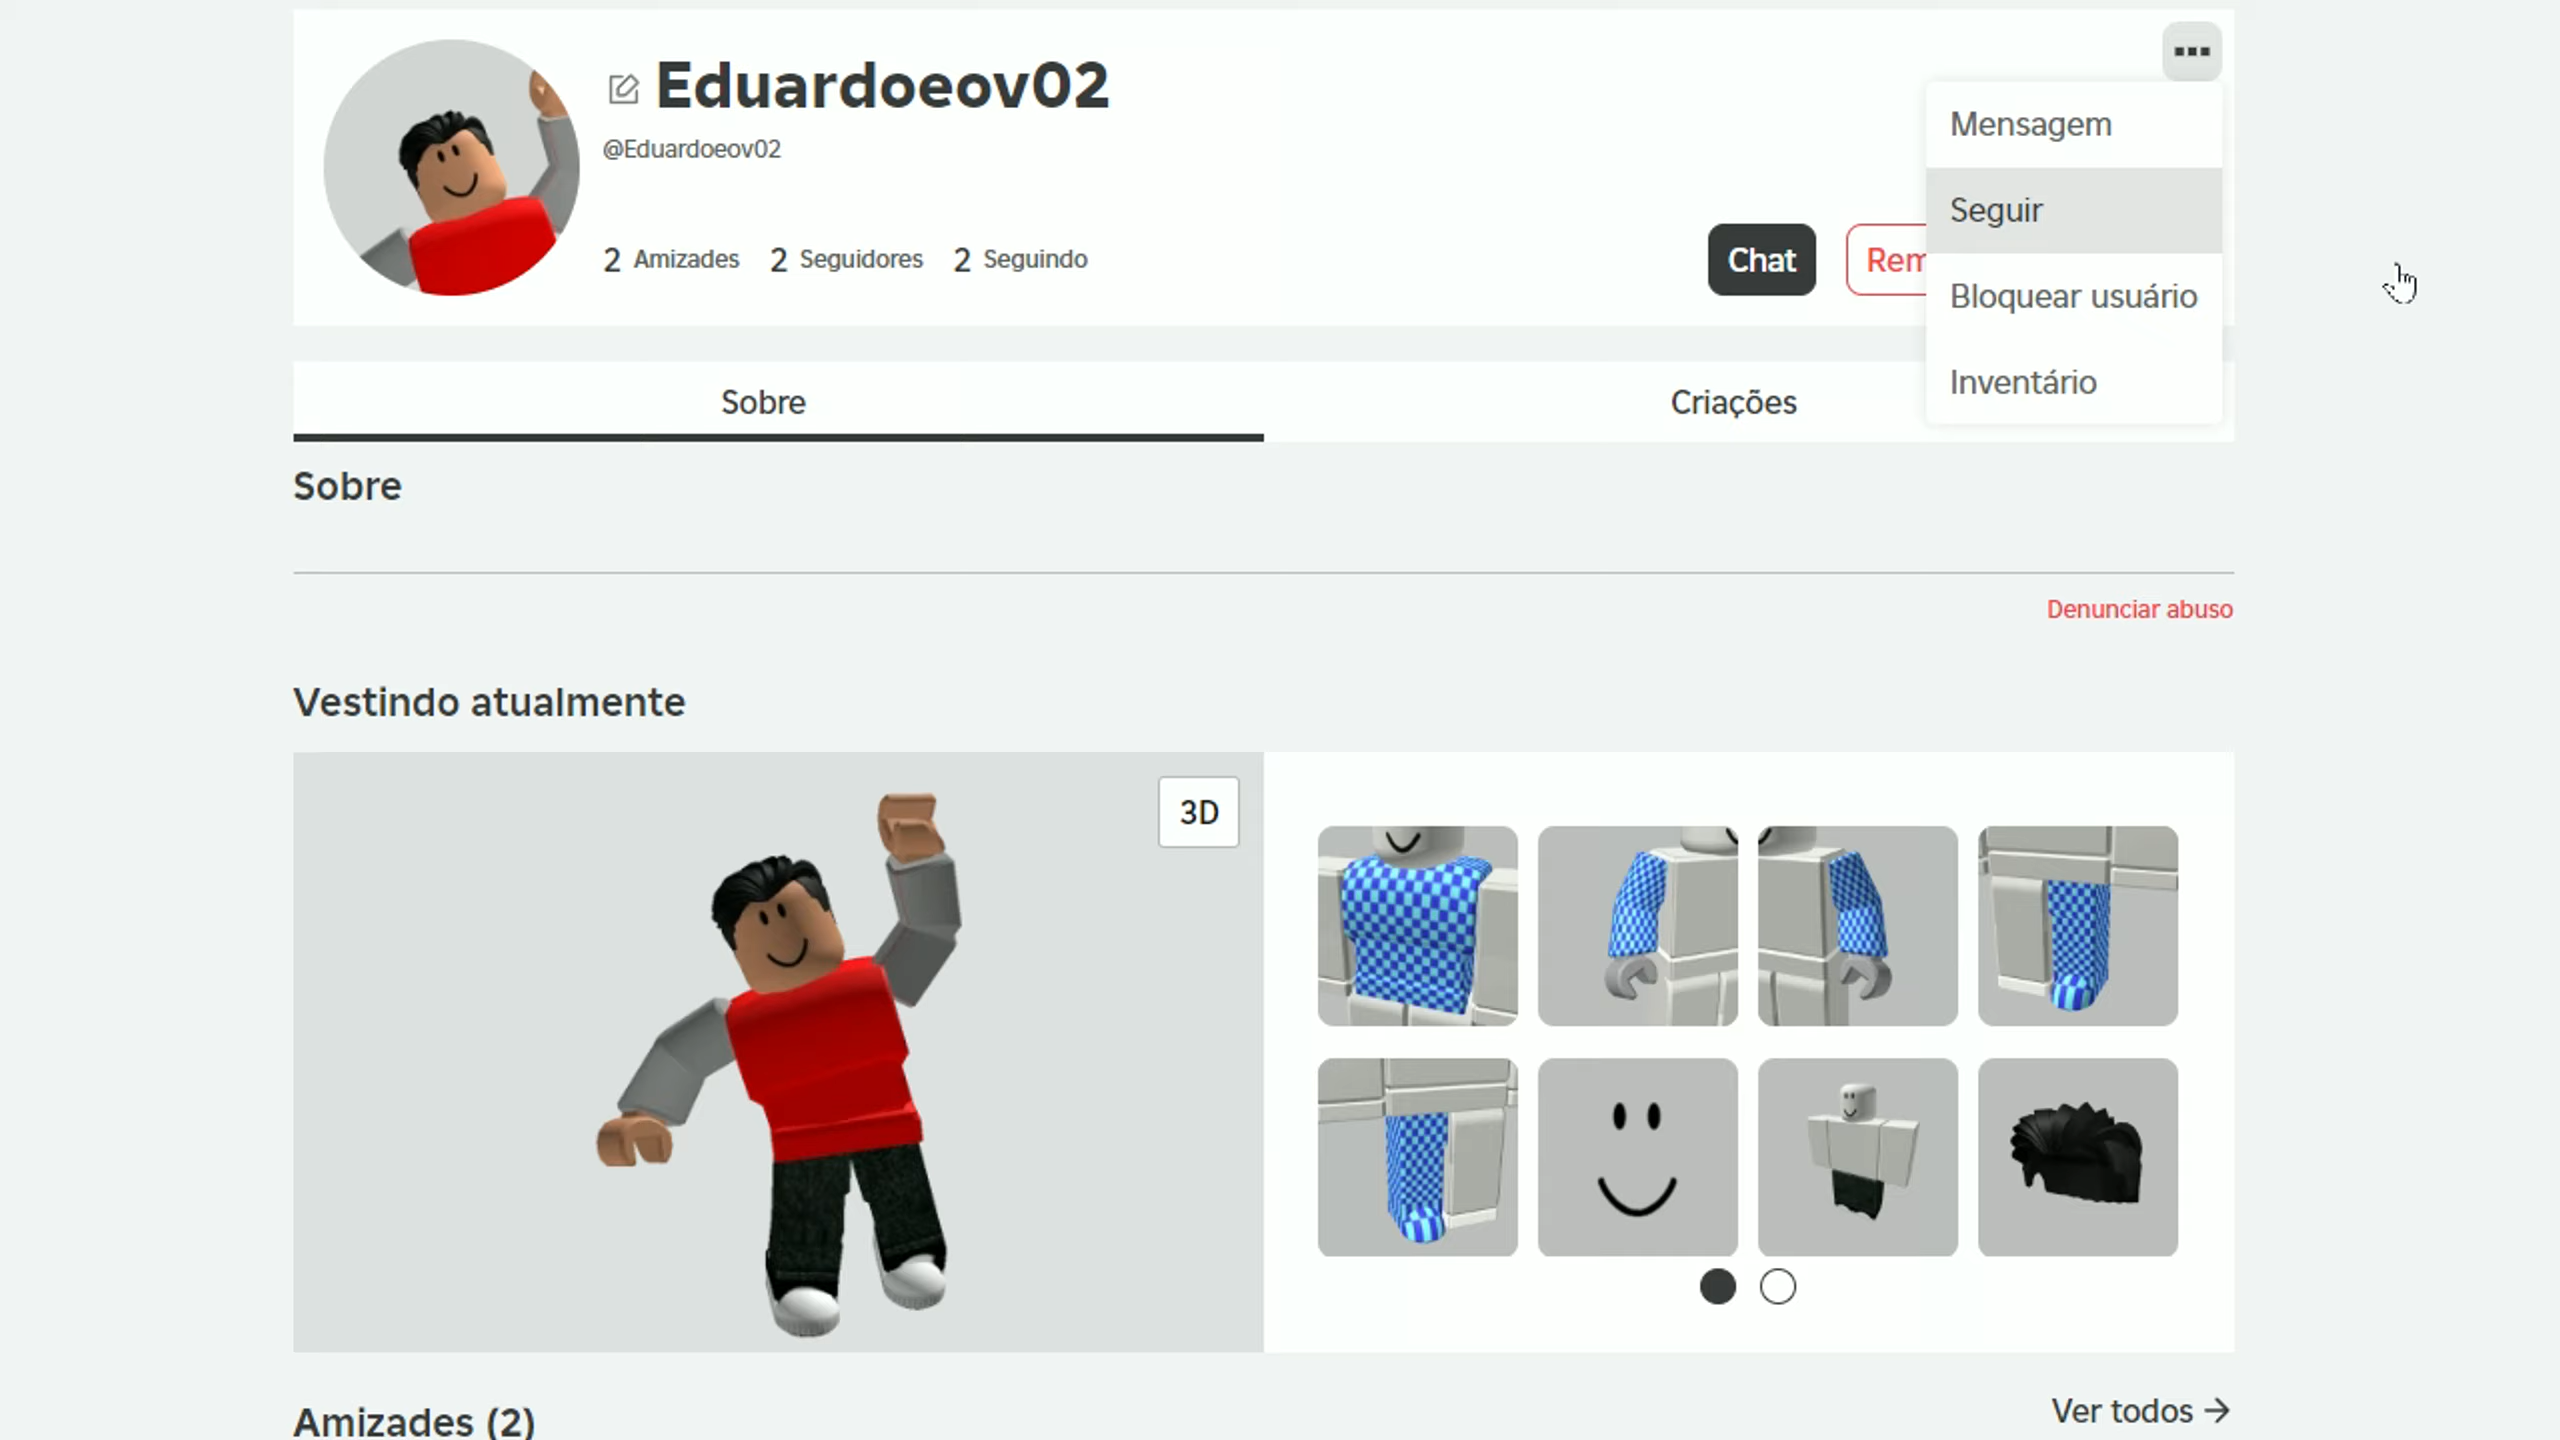 Eduardoeov02
@Eduardoeov02
2 Amizades 2 Seguidores 2 Seguindo
Chat
Rem
Mensagem
Seguir
Bloquear usuário
Inventário
Sobre
Criações
Sobre
Denunciar abuso
Vestindo atualmente
3D
Amizades (2)
Ver todos →